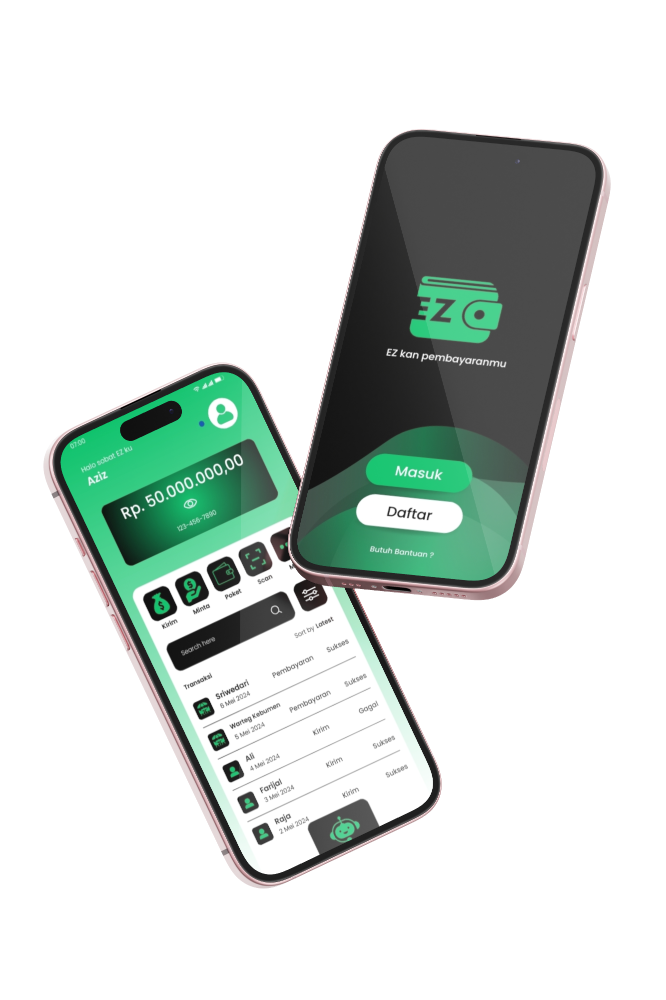 EZ
EZ kan pembayaranmu
Masuk
Daftar
Butuh Bantuan ?
07:00
Halo sobat EZ ku
Aziz
Rp. 50.000.000,00
123-456-7890
Kirim
Minta
Paket
Scan
Search here
Sort by Latest
Transaksi
Sriwedari Pembayaran Sukses
6 Mei 2024
Warteg Kebumen Pembayaran Sukses
5 Mei 2024
Ali Kirim Gagal
4 Mei 2024
Farijal Kirim Sukses
3 Mei 2024
Raja Kirim Sukses
2 Mei 2024